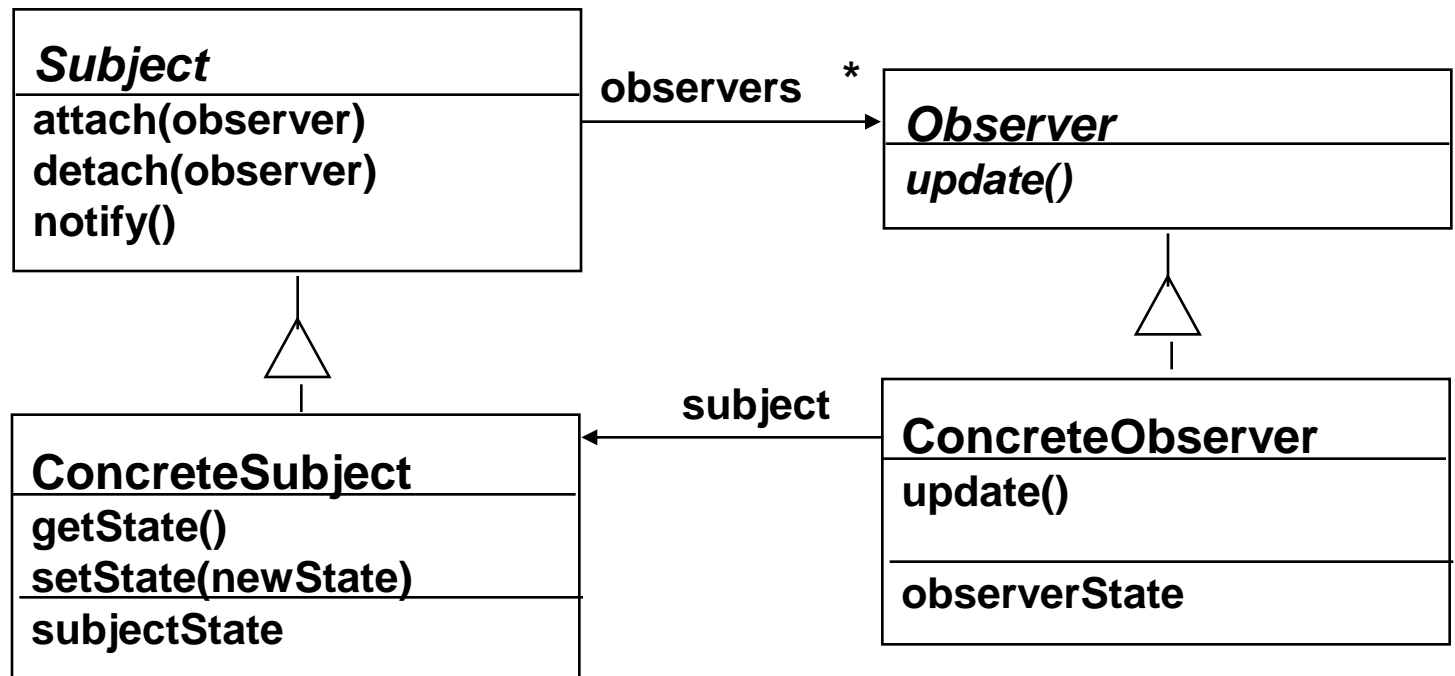 Subject
attach(observer)
detach(observer)
notify()
observers *
Observer
update()
ConcreteSubject
getState()
setState(newState)
subjectState
subject
ConcreteObserver
update()
observerState